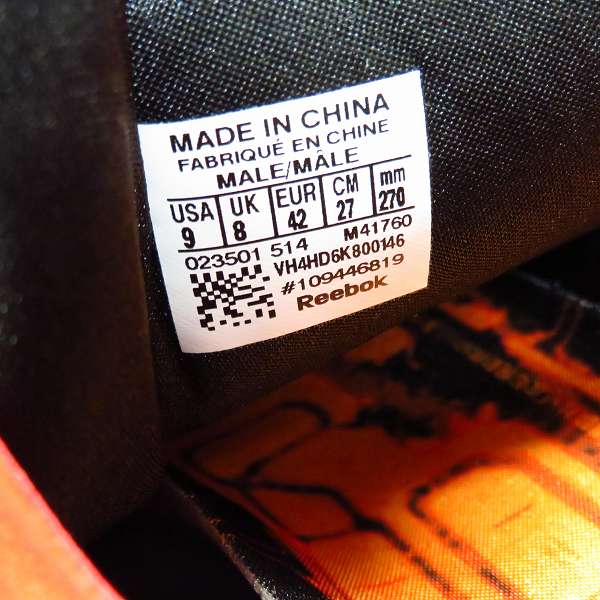 MADE IN CHINA
FABRIQUÉ EN CHINE
MALE/MÂLE
USA UK EUR CM mm
9 8 42 27 270
023501 514 M41760
VH4HD6K800146
#109446819
Reebok